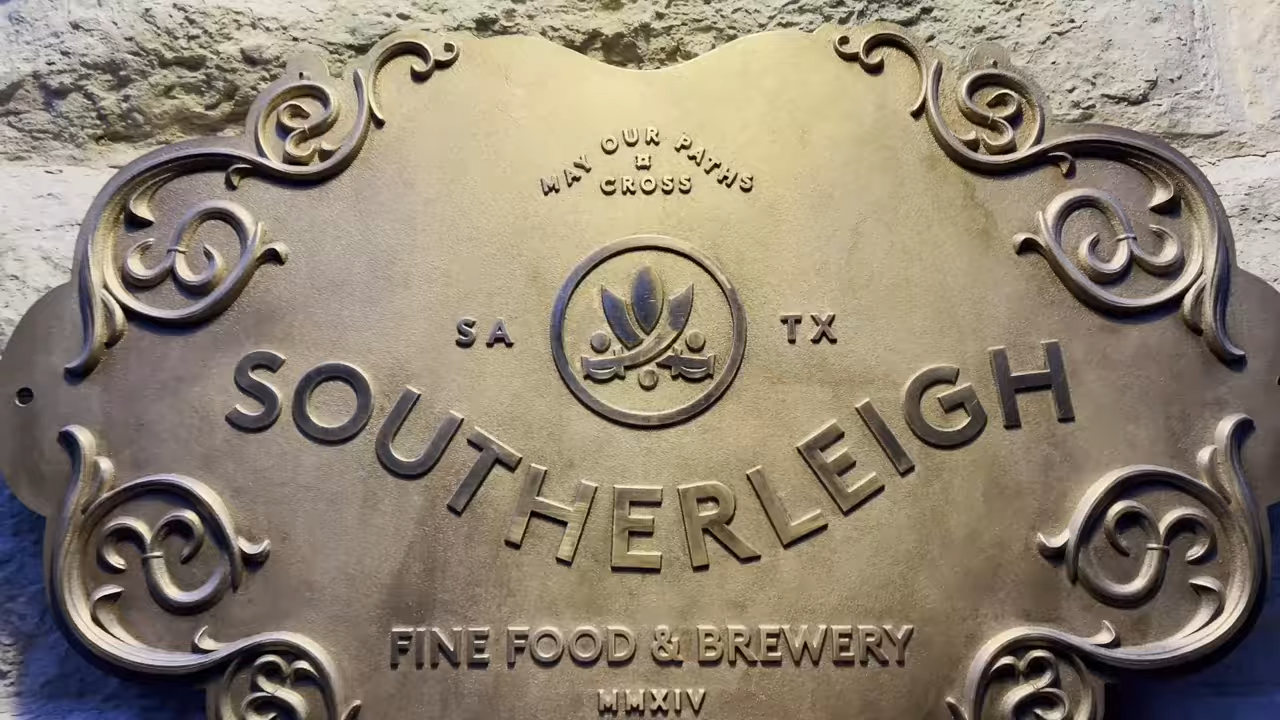 MAY OUR PATHS
CROSS
SA TX
SOUTHERLEIGH
FINE FOOD & BREWERY
MMXIV